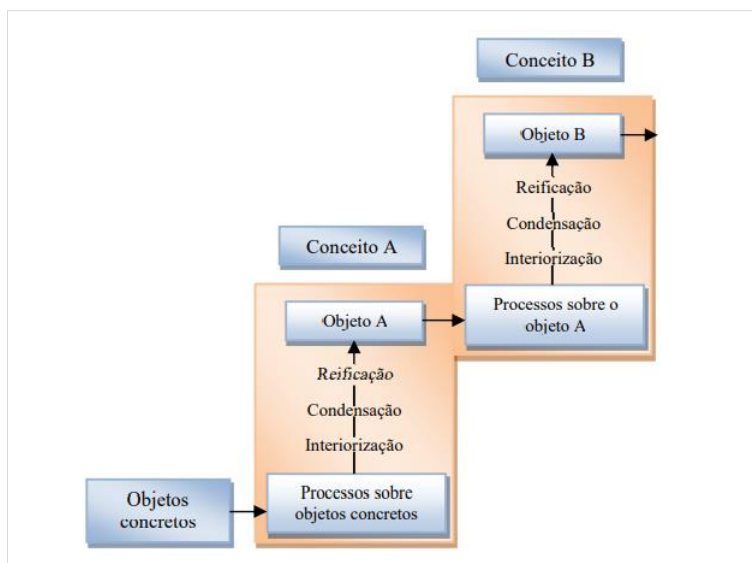 Conceito B
Objeto B
Reificação
Condensação
Interiorização
Processos sobre o
objeto A
Conceito A
Objeto A
Reificação
Condensação
Interiorização
Processos sobre
objetos concretos
Objetos
concretos